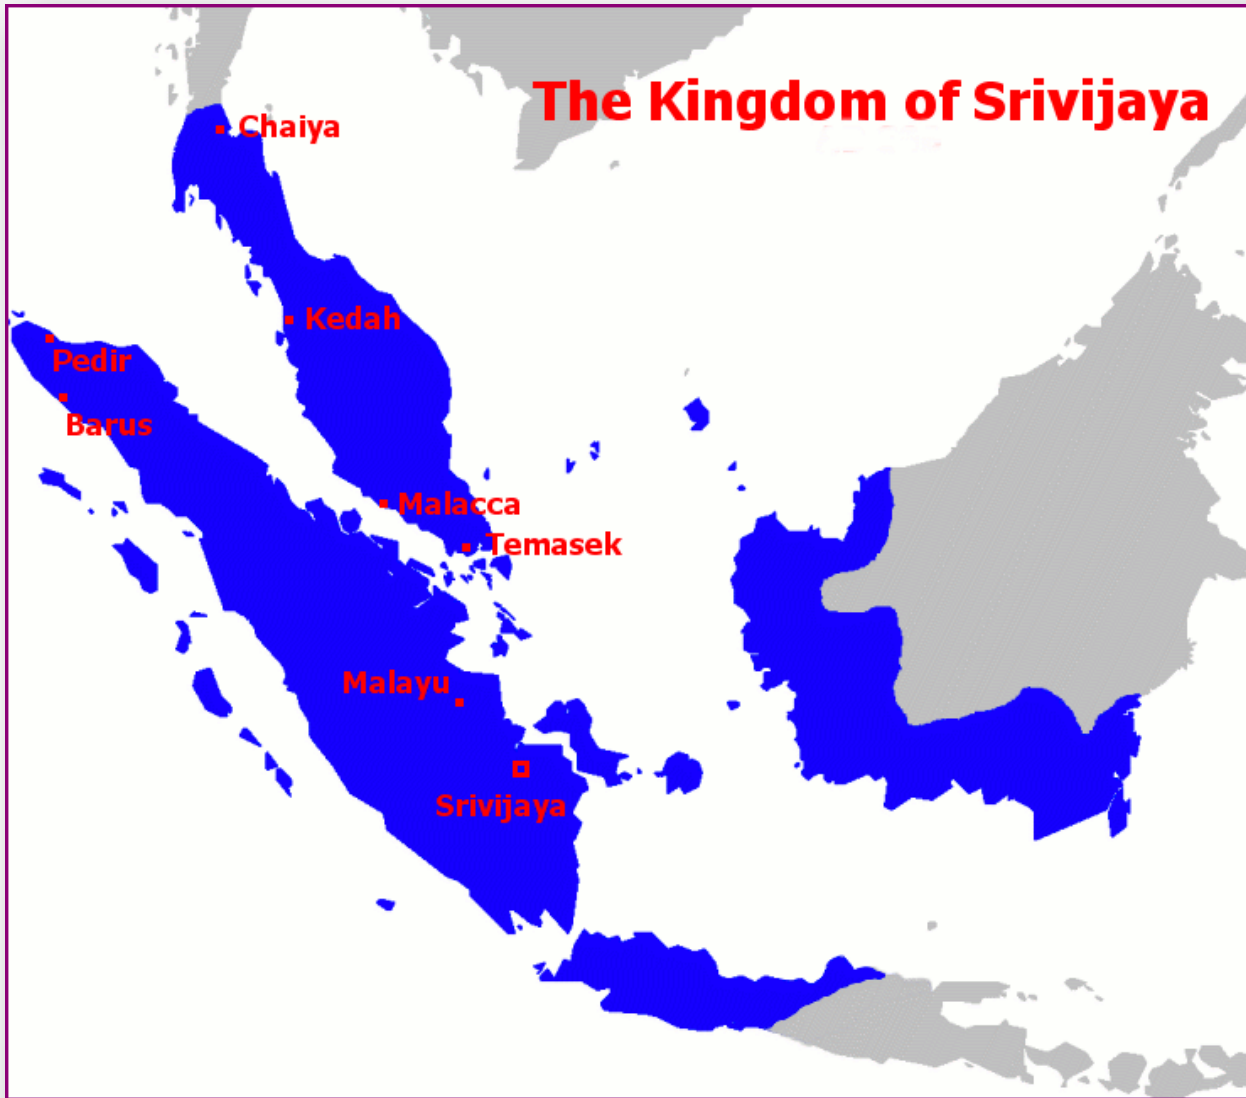 The Kingdom of Srivijaya
Chaiya
Kedah
Pedir
Barus
Malacca
Temasek
Malayu
Srivijaya